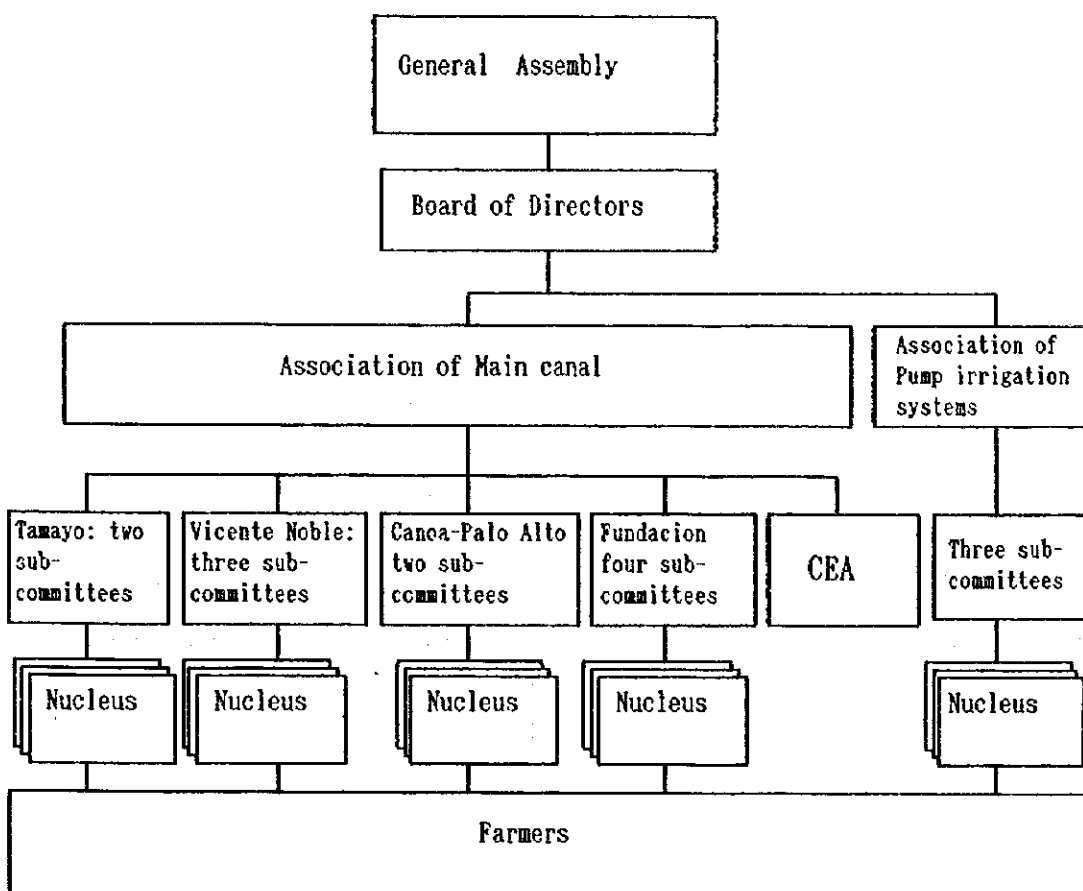 General Assembly
Board of Directors
Association of Main canal
Association of
Pump irrigation
systems
Tamayo: two
sub-
committees
Vicente Noble:
three sub-
committees
Canoa-Palo Alto
two sub-
committees
Fundacion
four sub-
committees
CEA
Three sub-
committees
Nucleus
Nucleus
Nucleus
Nucleus
Nucleus
Farmers